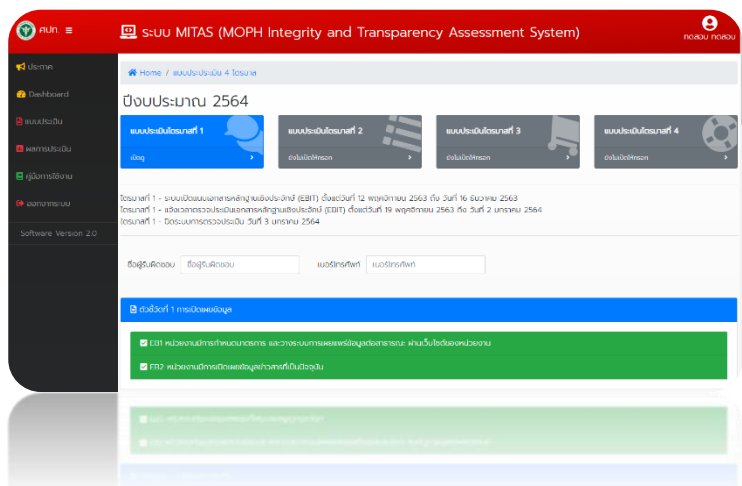 ศปท.
ระบบ MITAS (MOPH Integrity and Transparency Assessment System)
ทดสอบ ทดสอบ
ประกาศ
Dashboard
แบบประเมิน
ผลการประเมิน
คู่มือการใช้งาน
ออกจากระบบ
Software Version 2.0
Home / แบบประประเมิน 4 ไตรมาส
ปีงบประมาณ 2564
แบบประเมินไตรมาสที่ 1
แบบประเมินไตรมาสที่ 2
แบบประเมินไตรมาสที่ 3
แบบประเมินไตรมาสที่ 4
เปิดดู
ยังไม่เปิดให้กรอก
ยังไม่เปิดให้กรอก
ยังไม่เปิดให้กรอก
ไตรมาสที่ 1 - ระบบเปิดแนบเอกสารหลักฐานเชิงประจักษ์ (EBIT) ตั้งแต่วันที่ 12 พฤศจิกายน 2563 ถึง วันที่ 16 ธันวาคม 2563
ไตรมาสที่ 1 - แจ้งเวลาตรวจประเมินเอกสารหลักฐานเชิงประจักษ์ (EBIT) ตั้งแต่วันที่ 19 พฤศจิกายน 2563 ถึง วันที่ 2 มกราคม 2564
ไตรมาสที่ 1 - ปิดระบบการตรวจประเมิน วันที่ 3 มกราคม 2564
ชื่อผู้รับผิดชอบ ชื่อผู้รับผิดชอบ เบอร์โทรศัพท์ เบอร์โทรศัพท์
ตัวชี้วัดที่ 1 การเปิดเผยข้อมูล
EB1 หน่วยงานมีการกำหนดมาตรการ และวางระบบการเผยแพร่ข้อมูลต่อสาธารณะ ผ่านเว็บไซต์ของหน่วยงาน
EB2 หน่วยงานมีการเปิดเผยข้อมูลข่าวสารที่เป็นปัจจุบัน